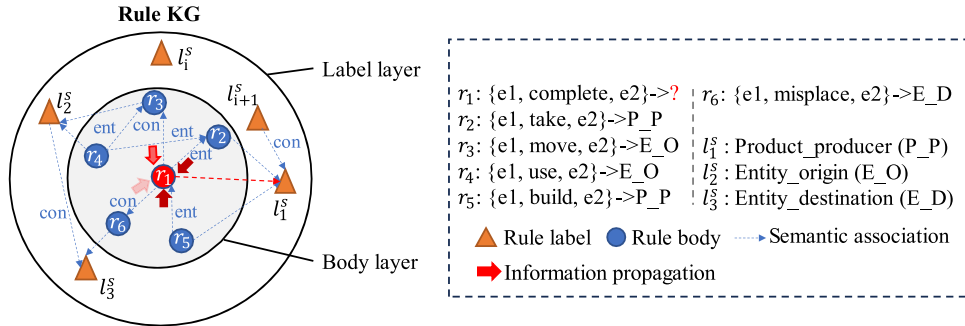 Rule KG
l_i^s
Label layer
l_2^s
l_{i+1}^s
r_3
ent
con
ent
r_2
con
r_4
ent
r_1
l_1^s
con
con
ent
r_6
r_5
l_3^s
Body layer
r_1: {e1, complete, e2}->?
r_2: {e1, take, e2}->P_P
r_3: {e1, move, e2}->E_O
r_4: {e1, use, e2}->E_O
r_5: {e1, build, e2}->P_P
r_6: {e1, misplace, e2}->E_D
l_1^s: Product_producer (P_P)
l_2^s: Entity_origin (E_O)
l_3^s: Entity_destination (E_D)
Rule label
Rule body
Semantic association
Information propagation